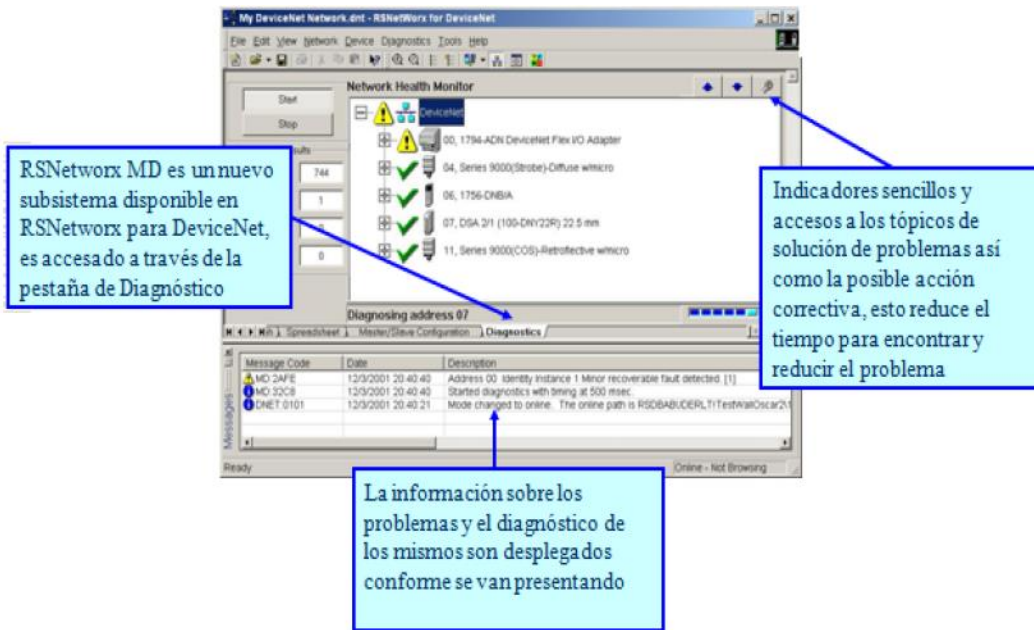 My DeviceNet Network.dnt - RSNetWorx for DeviceNet
File Edit View Network Device Diagnostics Tools Help
Network Health Monitor
Start
Stop
DeviceNet
00, 1794-ADN DeviceNet Flex I/O Adapter
04, Series 9000(Strobe)-Diffuse w/micro
06, 1756-DNB/A
07, DSA 2/1 (100-DNY22R) 22.5 mm
11, Series 9000(COS)-Retroflective w/micro
744
1
0
RSNetworx MD es un nuevo
subsistema disponible en
RSNetworx para DeviceNet,
es accesado a través de la
pestaña de Diagnóstico
Indicadores sencillos y
accesos a los tópicos de
solución de problemas así
como la posible acción
correctiva, esto reduce el
tiempo para encontrar y
reducir el problema
Diagnosing address 07
Spreadsheet Master/Slave Configuration Diagnostics
Messages
Message Code Date Description
MD:2AFE 12/3/2001 20:40:40 Address 00 Identity Instance 1 Minor recoverable fault detected. [1]
MD:32C8 12/3/2001 20:40:40 Started diagnostics with timing at 500 msec.
DNET:0101 12/3/2001 20:40:21 Mode changed to online. The online path is
Ready
Online - Not Browsing
La información sobre los
problemas y el diagnóstico de
los mismos son desplegados
conforme se van presentando